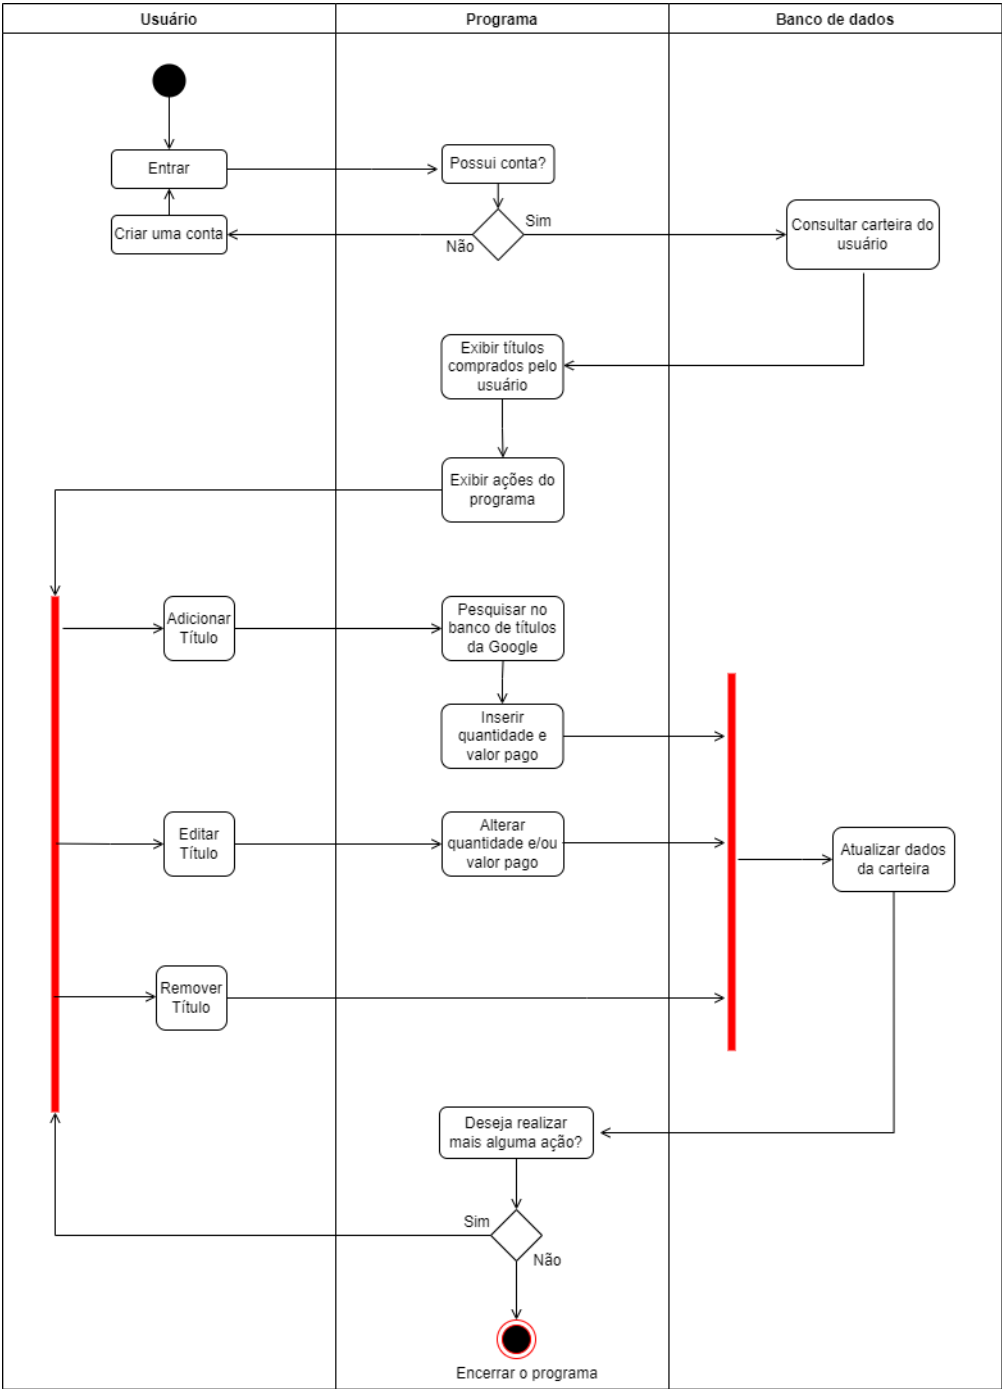 Usuário
Programa
Banco de dados
Entrar
Possui conta?
Criar uma conta
Não
Sim
Consultar carteira do
usuário
Exibir títulos
comprados pelo
usuário
Exibir ações do
programa
Adicionar
Título
Pesquisar no
banco de títulos
da Google
Inserir
quantidade e
valor pago
Editar
Título
Alterar
quantidade e/ou
valor pago
Atualizar dados
da carteira
Remover
Título
Deseja realizar
mais alguma ação?
Sim
Não
Encerrar o programa